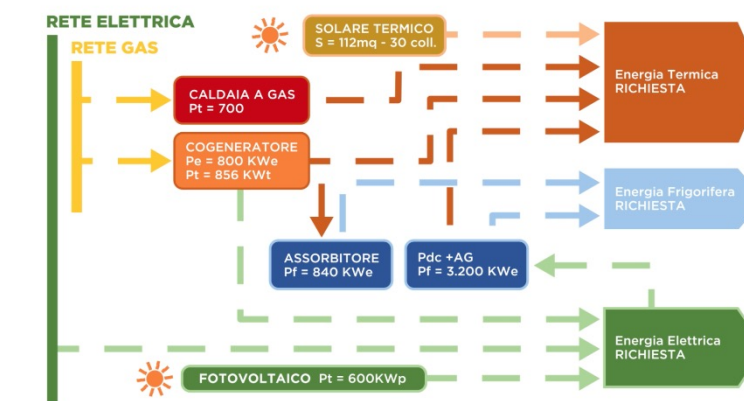 RETE ELETTRICA
RETE GAS
SOLARE TERMICO
S = 112mq - 30 coll.
CALDAIA A GAS
Pt = 700
Energia Termica
RICHIESTA
COGENERATORE
Pe = 800 KWe
Pt = 856 KWt
Energia Frigorifera
RICHIESTA
ASSORBITORE
Pf = 840 KWe
Pdc +AG
Pf = 3.200 KWe
Energia Elettrica
RICHIESTA
FOTOVOLTAICO Pt = 600KWp